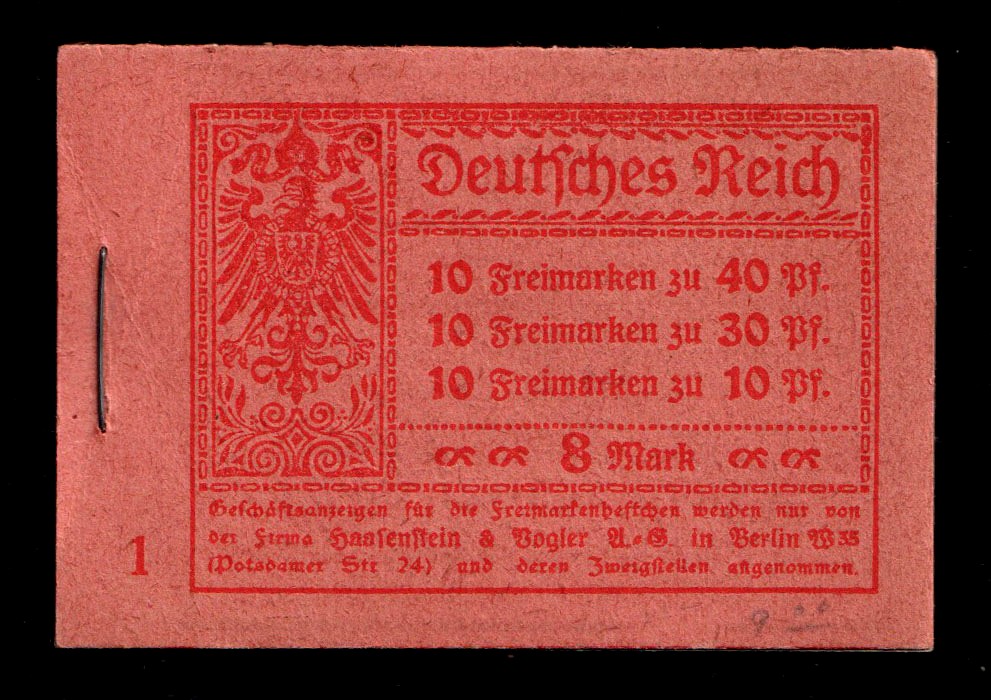 Deutsches Reich
10 Freimarken zu 40 Pf.
10 Freimarken zu 30 Pf.
10 Freimarken zu 10 Pf.
8 Mark
Geschäftsanzeigen für die Freimarkenheftchen werden nur von
der Firma Haasenstein & Vogler A.-G. in Berlin W 35
(Potsdamer Str 24) und deren Zweigstellen angenommen.
1